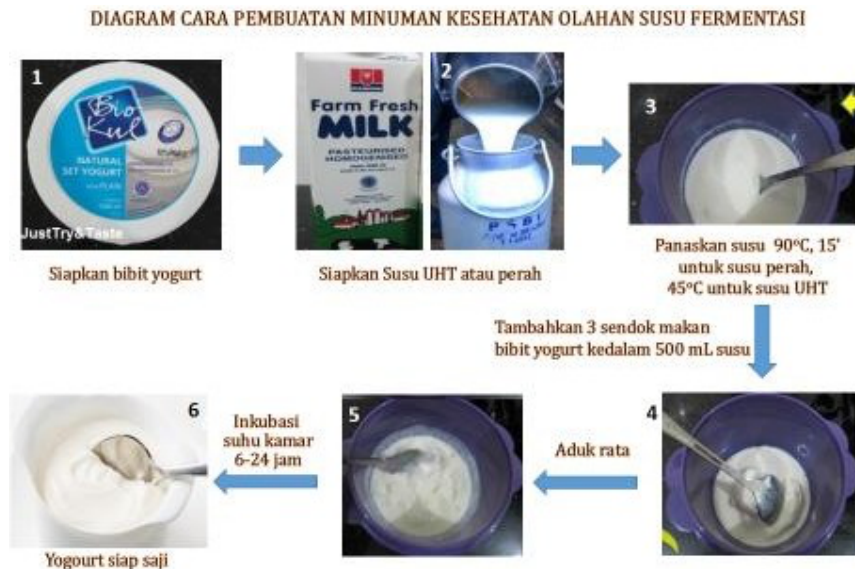 DIAGRAM CARA PEMBUATAN MINUMAN KESEHATAN OLAHAN SUSU FERMENTASI
1
Bio
Kul
NATURAL
SET YOGURT
PLAIN
JustTry&Taste
Siapkan bibit yogurt
Farm Fresh
MILK
PASTEURISED
HOMOGENISED
2
Siapkan Susu UHT atau perah
3
Panaskan susu 90°C, 15'
untuk susu perah,
45°C untuk susu UHT
Tambahkan 3 sendok makan
bibit yogurt kedalam 500 mL susu
4
Aduk rata
5
Inkubasi
suhu kamar
6-24 jam
6
Yogourt siap saji